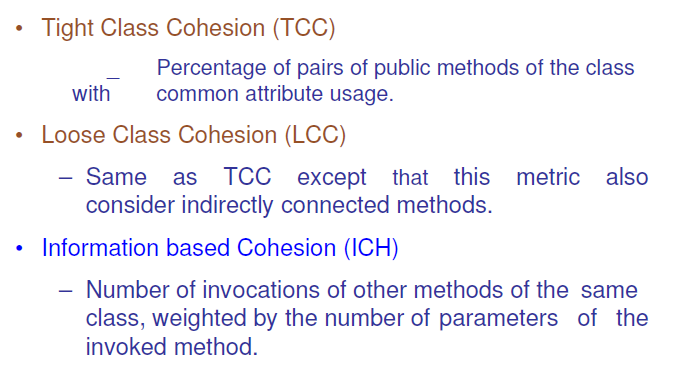 • Tight Class Cohesion (TCC)
– Percentage of pairs of public methods of the class
with common attribute usage.
• Loose Class Cohesion (LCC)
– Same as TCC except that this metric also
consider indirectly connected methods.
• Information based Cohesion (ICH)
– Number of invocations of other methods of the same
class, weighted by the number of parameters of the
invoked method.